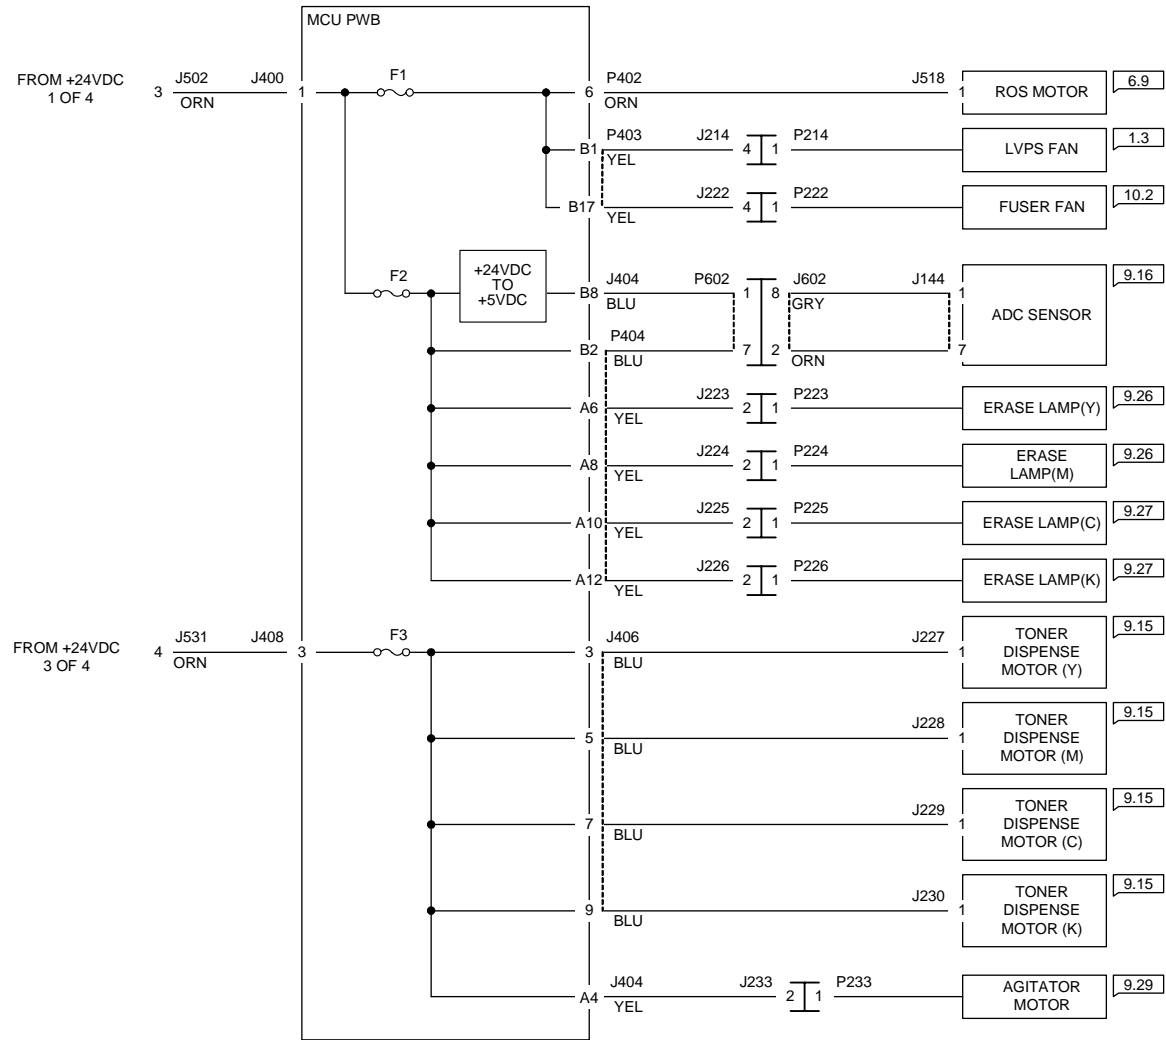 MCU PWB
FROM +24VDC
1 OF 4
3 J502 J400 1 F1 6 P402 J518 1 ROS MOTOR 6.9
ORN ORN
B1 P403 J214 4 1 P214 LVPS FAN 1.3
YEL
B17 J222 4 1 P222 FUSER FAN 10.2
YEL
F2 +24VDC
TO
+5VDC
B8 J404 P602 1 8 J602 J144 1 ADC SENSOR 9.16
BLU GRY
B2 P404 7 2 7
BLU ORN
A6 J223 2 1 P223 ERASE LAMP(Y) 9.26
YEL
A8 J224 2 1 P224 ERASE
LAMP(M) 9.26
YEL
A10 J225 2 1 P225 ERASE LAMP(C) 9.27
YEL
A12 J226 2 1 P226 ERASE LAMP(K) 9.27
YEL
FROM +24VDC
3 OF 4
4 J531 J408 3 F3 3 J406 J227 1 TONER
DISPENSE
MOTOR (Y) 9.15
ORN BLU
5 J228 1 TONER
DISPENSE
MOTOR (M) 9.15
BLU
7 J229 1 TONER
DISPENSE
MOTOR (C) 9.15
BLU
9 J230 1 TONER
DISPENSE
MOTOR (K) 9.15
BLU
A4 J404 J233 2 1 P233 AGITATOR
MOTOR 9.29
YEL